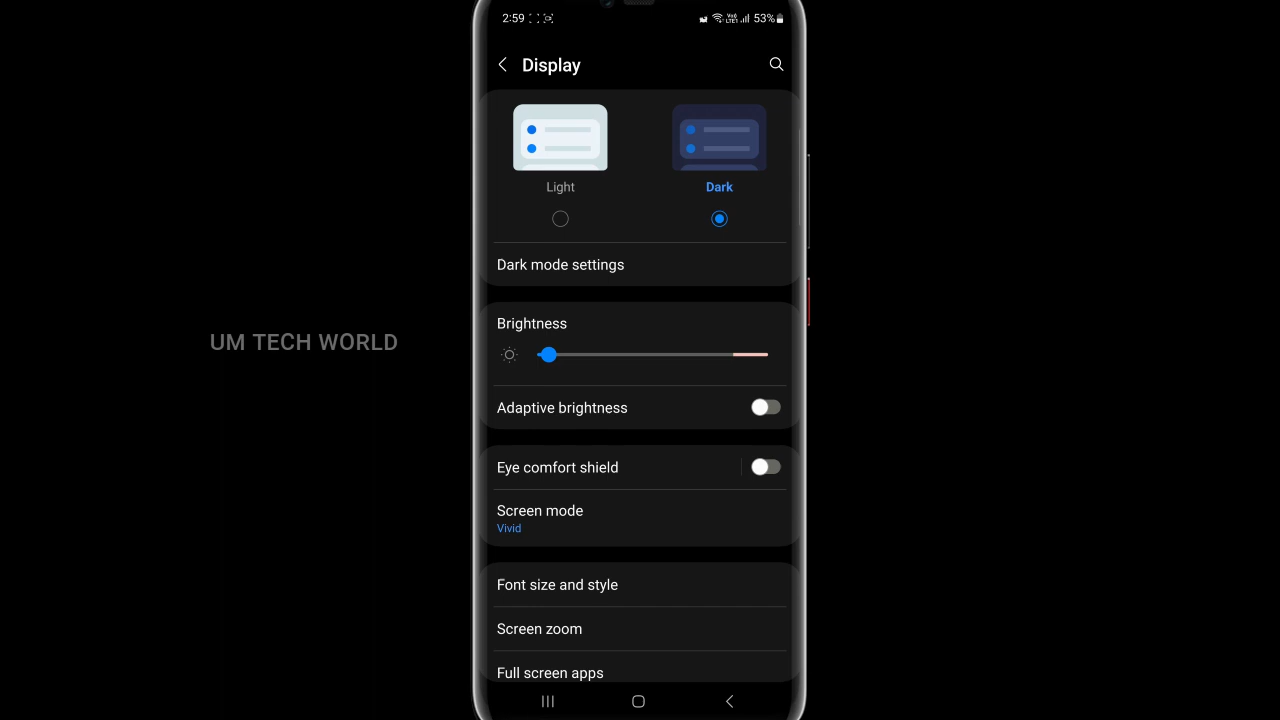 2:59
53%
Display
Light
Dark
Dark mode settings
Brightness
Adaptive brightness
Eye comfort shield
Screen mode
Vivid
Font size and style
Screen zoom
Full screen apps
UM TECH WORLD